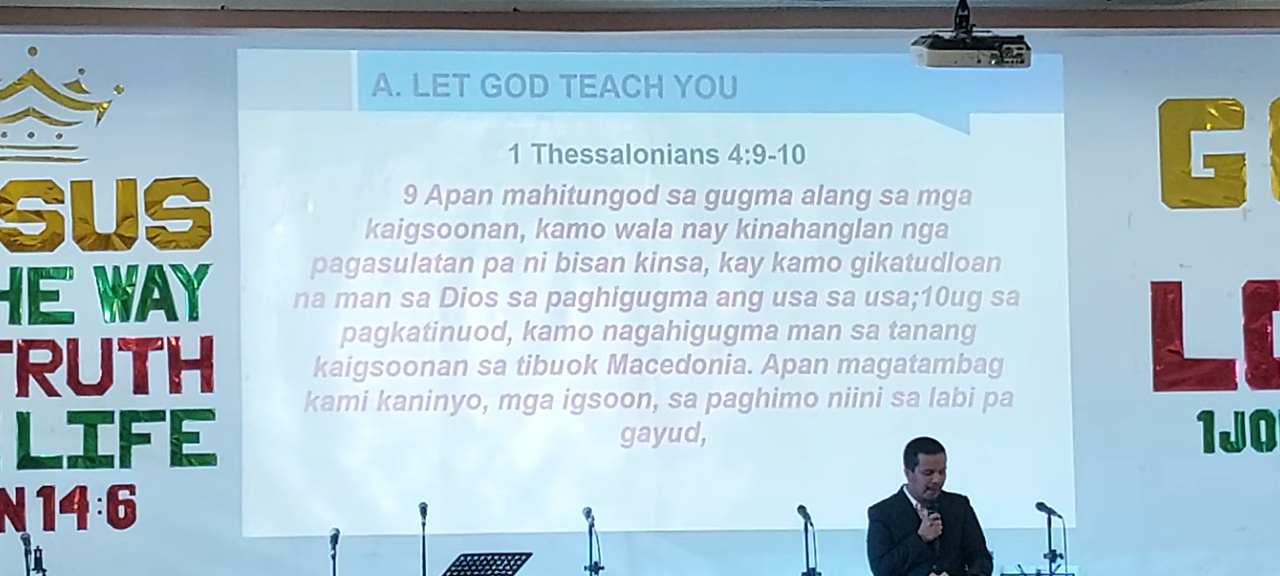 SUS
HE WAY
TRUTH
LIFE
N 14:6
A. LET GOD TEACH YOU
1 Thessalonians 4:9-10
9 Apan mahitungod sa gugma alang sa mga
kaigsoonan, kamo wala nay kinahanglan nga
pagasulatan pa ni bisan kinsa, kay kamo gikatudloan
na man sa Dios sa paghigugma ang usa sa usa;10ug sa
pagkatinuod, kamo nagahigugma man sa tanang
kaigsoonan sa tibuok Macedonia. Apan magatambag
kami kaninyo, mga igsoon, sa paghimo niini sa labi pa
gayud,
G
L
1JO